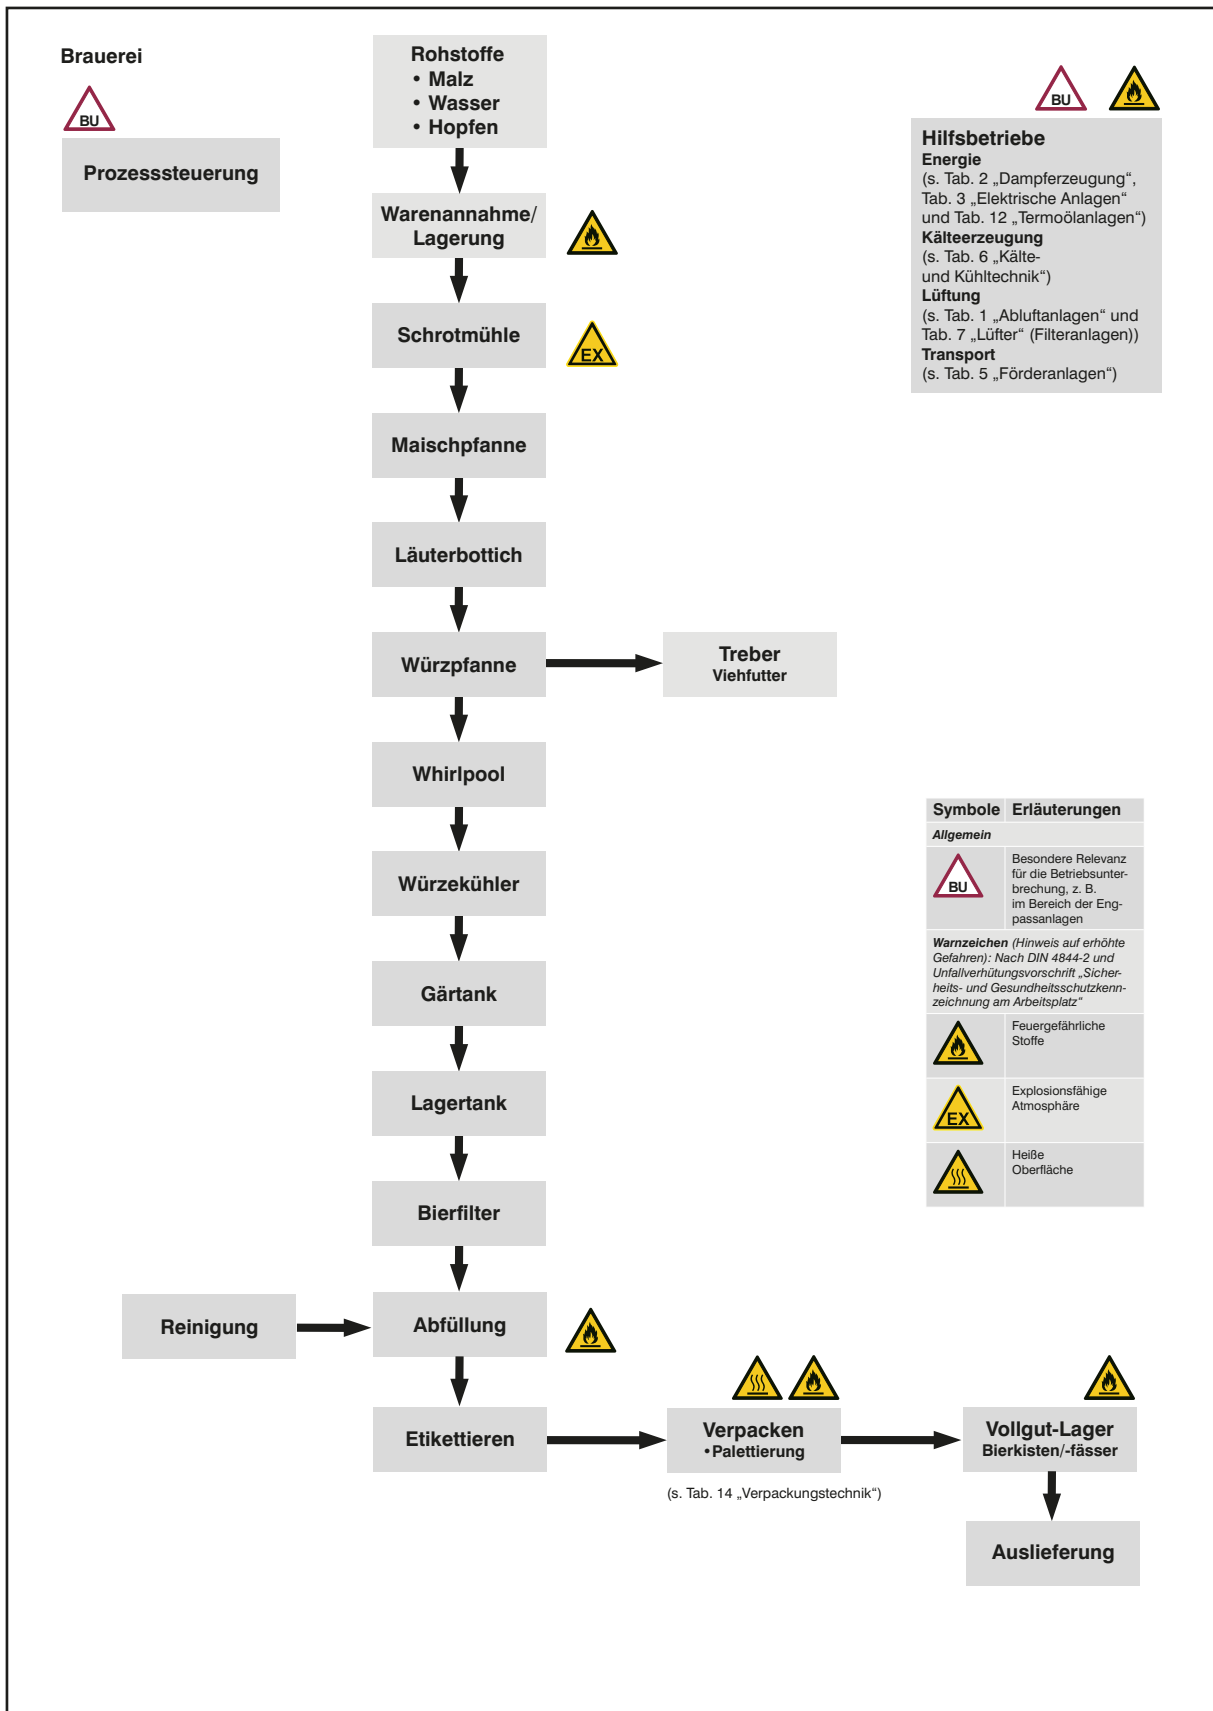 Brauerei
BU
Prozesssteuerung
Rohstoffe
• Malz
• Wasser
• Hopfen
Warenannahme/
Lagerung
Schrotmühle
EX
Maischpfanne
Läuterbottich
Würzpfanne
Treber
Viehfutter
Whirlpool
Würzekühler
Gärtank
Lagertank
Bierfilter
Reinigung
Abfüllung
Etikettieren
Verpacken
• Palettierung
(s. Tab. 14 „Verpackungstechnik“)
Vollgut-Lager
Bierkisten/-fässer
Auslieferung
BU
Hilfsbetriebe
Energie
(s. Tab. 2 „Dampferzeugung“,
Tab. 3 „Elektrische Anlagen“
und Tab. 12 „Termoölanlagen“)
Kälteerzeugung
(s. Tab. 6 „Kälte-
und Kühltechnik“)
Lüftung
(s. Tab. 1 „Abluftanlagen“ und
Tab. 7 „Lüfter“ (Filteranlagen))
Transport
(s. Tab. 5 „Förderanlagen“)
Symbole Erläuterungen
Allgemein
BU
Besondere Relevanz
für die Betriebsunter-
brechung, z. B.
im Bereich der Eng-
passanlagen
Warnzeichen (Hinweis auf erhöhte
Gefahren): Nach DIN 4844-2 und
Unfallverhütungsvorschrift „Sicher-
heits- und Gesundheitsschutzkenn-
zeichnung am Arbeitsplatz“
Feuergefährliche
Stoffe
EX
Explosionsfähige
Atmosphäre
Heiße
Oberfläche